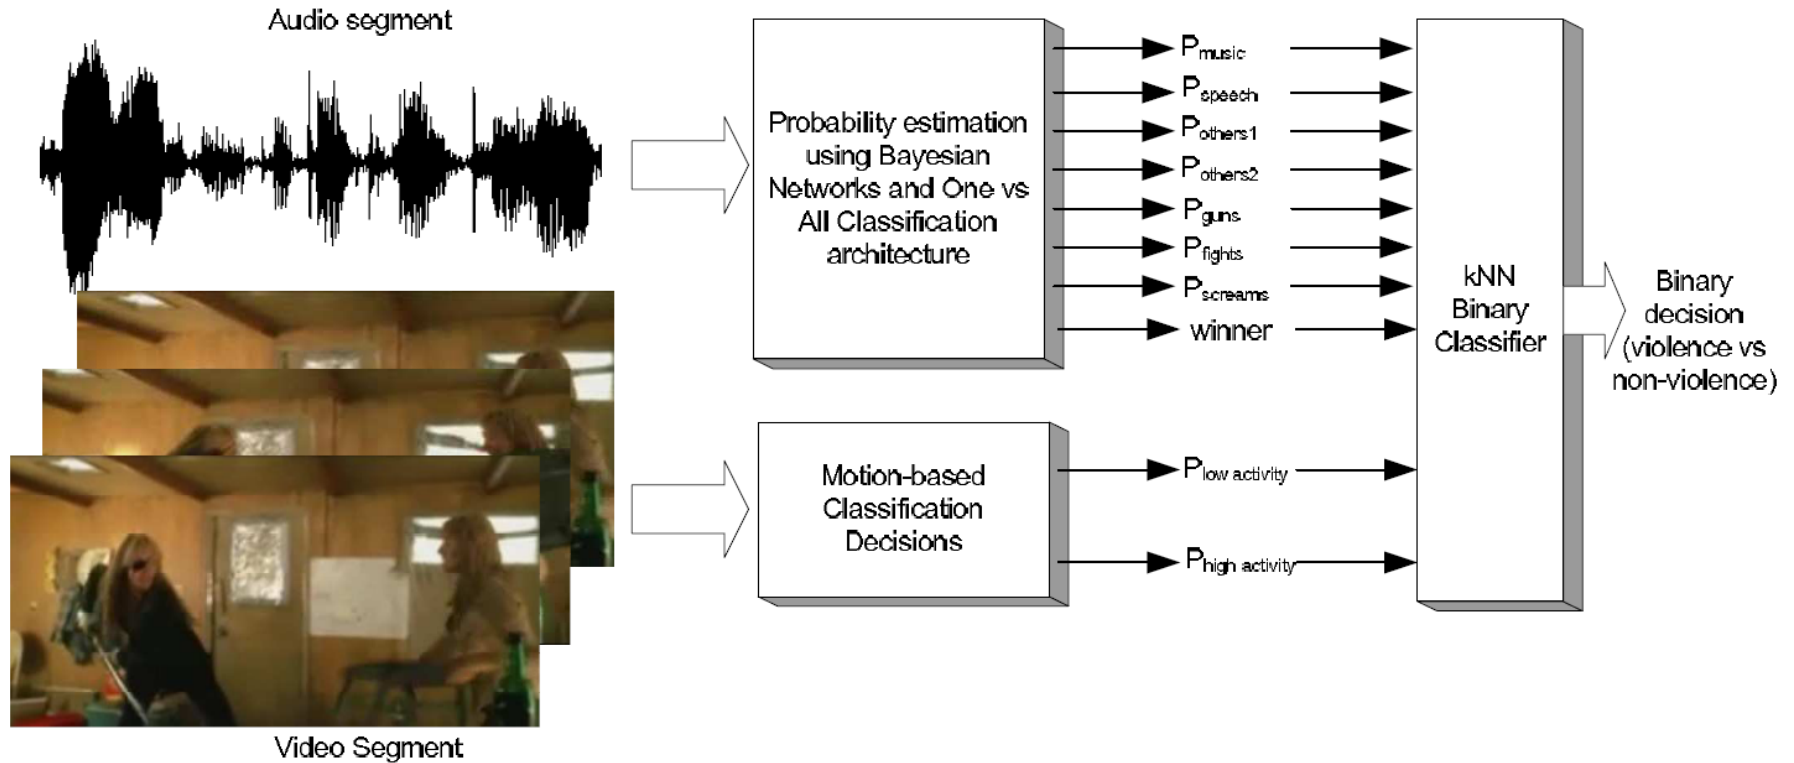 Audio segment
Probability estimation
using Bayesian
Networks and One vs
All Classification
architecture
Pmusic
Pspeech
Pothers1
Pothers2
Pguns
Pfights
Pscreams
winner
kNN
Binary
Classifier
Binary
decision
(violence vs
non-violence)
Motion-based
Classification
Decisions
Plow activity
Phigh activity
Video Segment